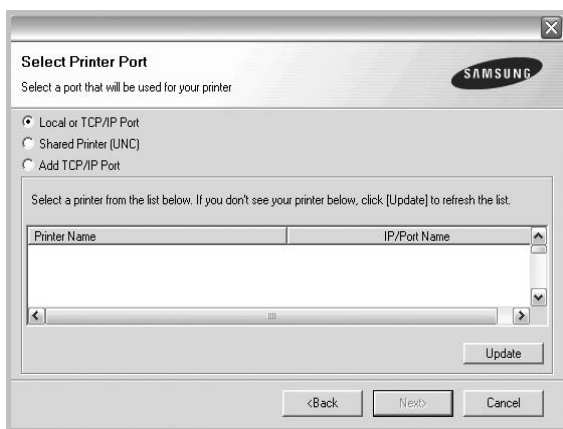 Select Printer Port
Select a port that will be used for your printer
SAMSUNG
Local or TCP/IP Port
Shared Printer (UNC)
Add TCP/IP Port
Select a printer from the list below. If you don't see your printer below, click [Update] to refresh the list.
Printer Name IP/Port Name
Update
<Back Next> Cancel